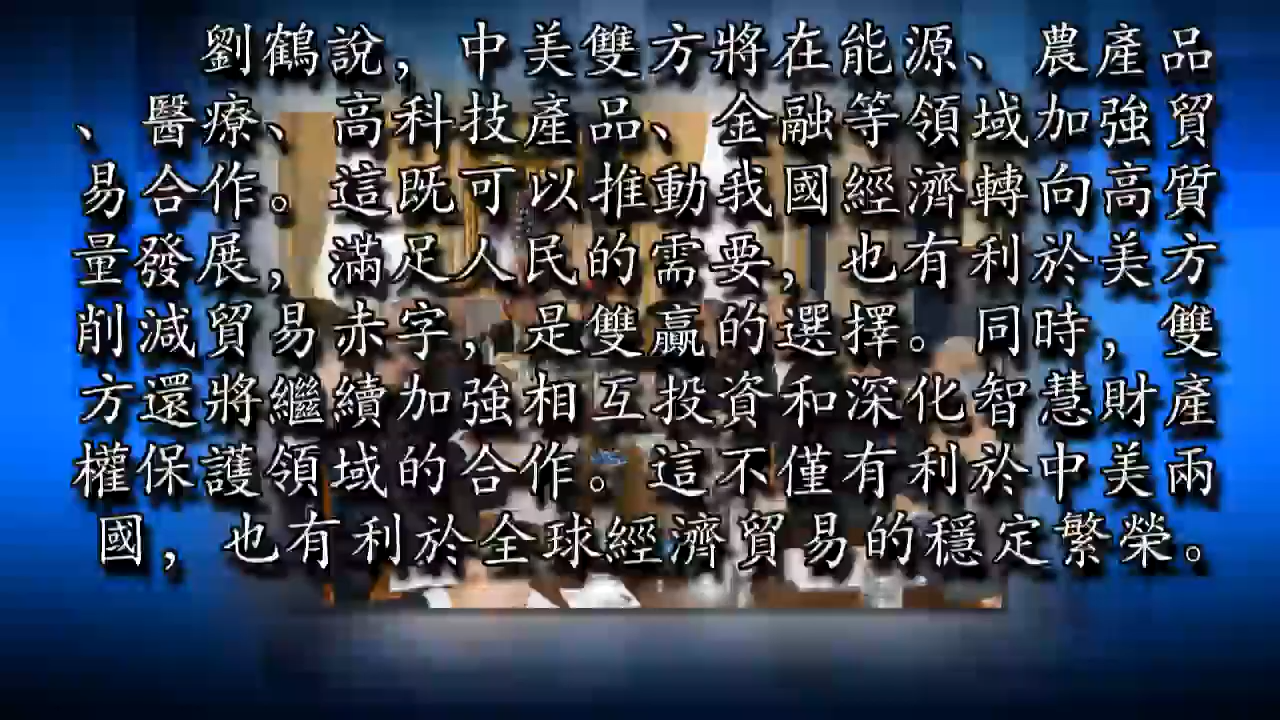 劉鶴說，中美雙方將在能源、農產品
、醫療、高科技產品、金融等領域加強貿
易合作。這既可以推動我國經濟轉向高質
量發展，滿足人民的需要，也有利於美方
削減貿易赤字，是雙贏的選擇。同時，雙
方還將繼續加強相互投資和深化智慧財產
權保護領域的合作。這不僅有利於中美兩
國，也有利於全球經濟貿易的穩定繁榮。